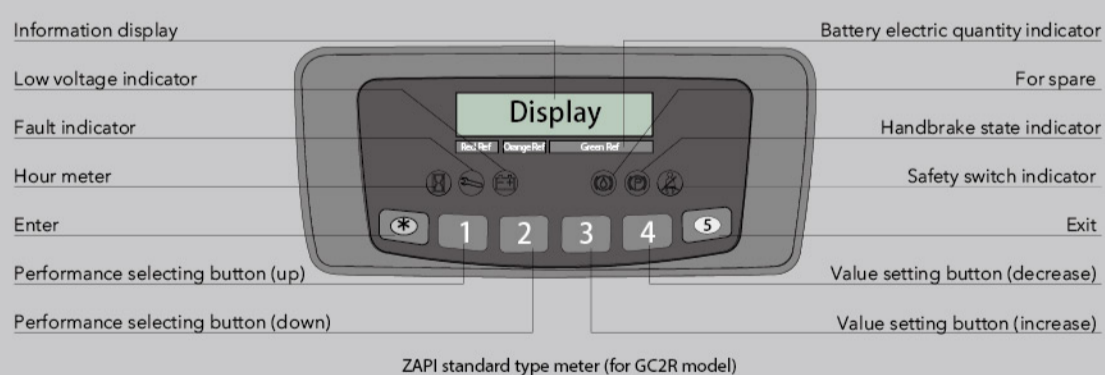 Information display
Battery electric quantity indicator
Low voltage indicator
For spare
Fault indicator
Handbrake state indicator
Hour meter
Safety switch indicator
Enter
Exit
Performance selecting button (up)
Value setting button (decrease)
Performance selecting button (down)
Value setting button (increase)
Display
Red Ref Orange Ref Green Ref
P
* 1 2 3 4 5
ZAPI standard type meter (for GC2R model)